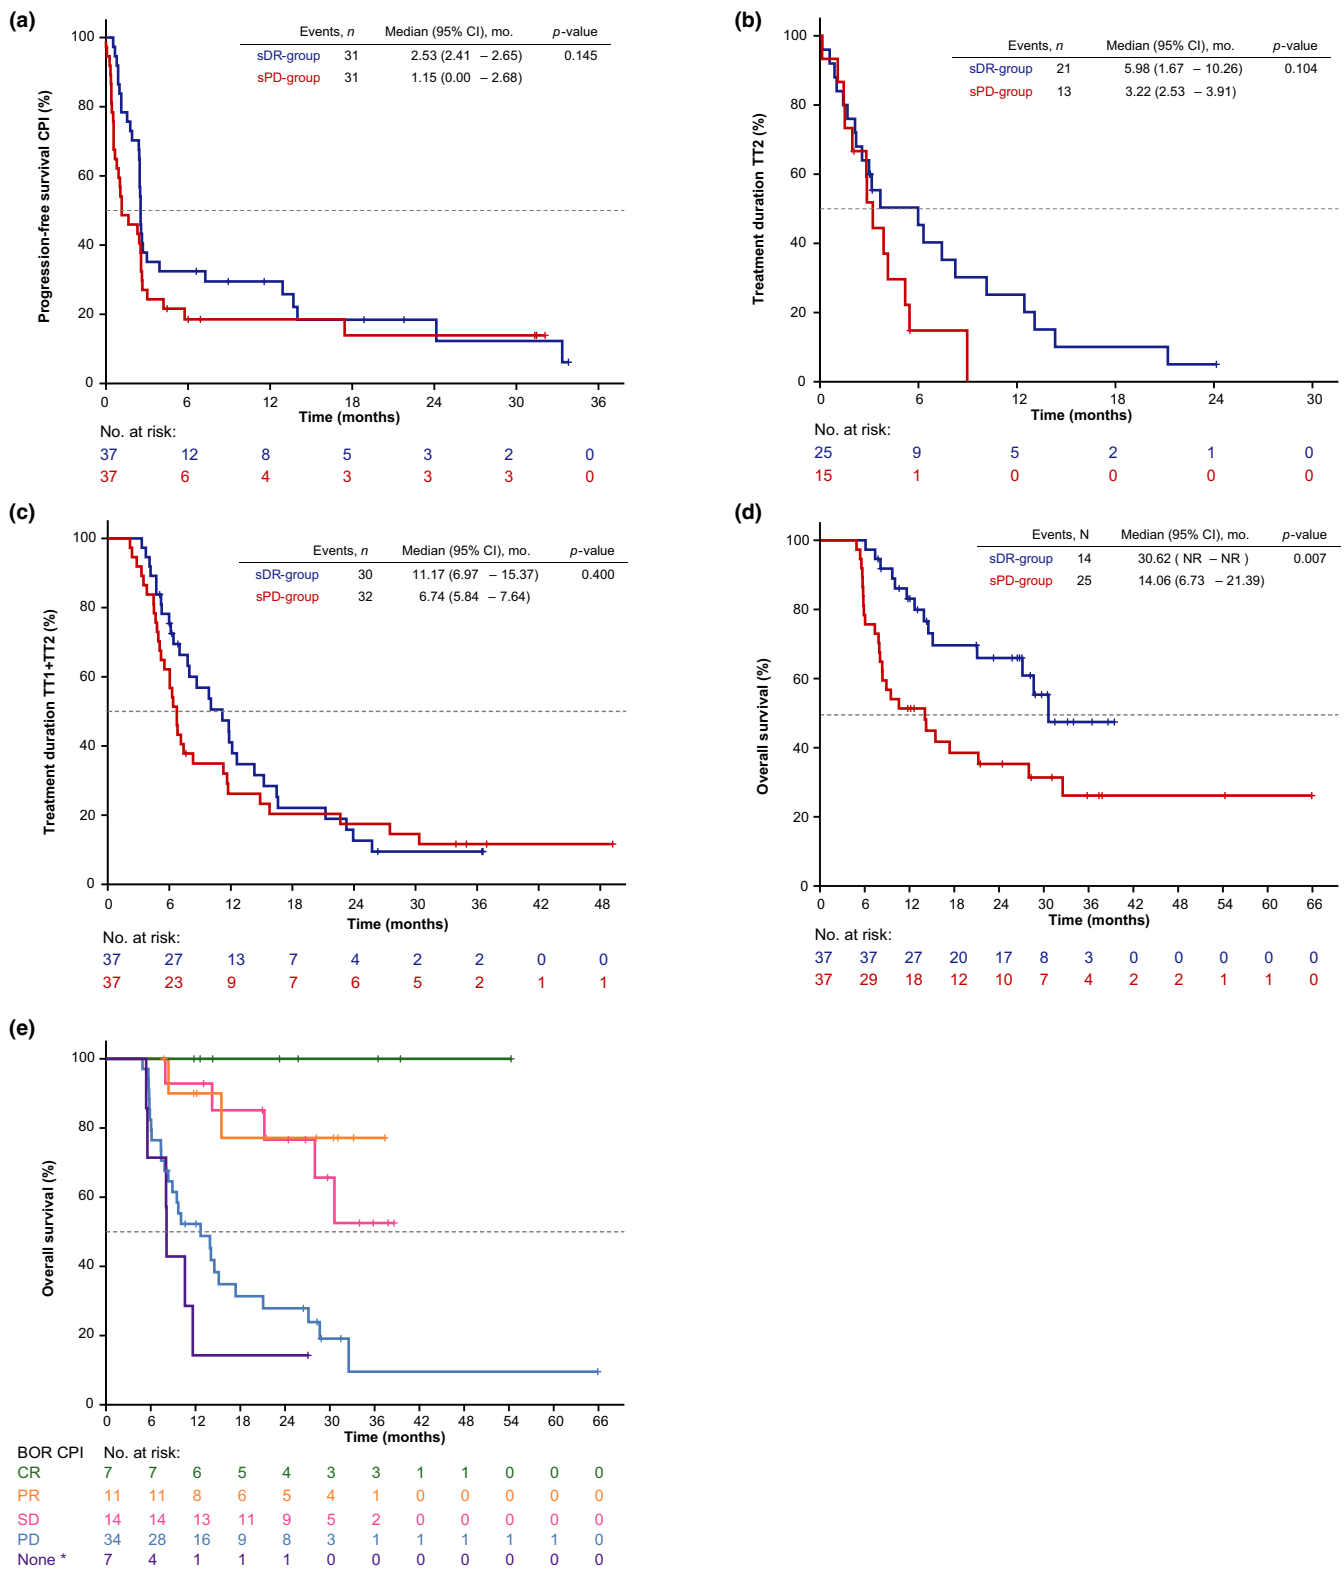 (a)
Progression-free survival CPI (%)
Events, n Median (95% CI), mo. p-value
sDR-group 31 2.53 (2.41 – 2.65) 0.145
sPD-group 31 1.15 (0.00 – 2.68)
100
80
60
40
20
0
0 6 12 18 24 30 36
Time (months)
No. at risk:
37 12 8 5 3 2 0
37 6 4 3 3 3 0
(b)
Treatment duration TT2 (%)
Events, n Median (95% CI), mo. p-value
sDR-group 21 5.98 (1.67 – 10.26) 0.104
sPD-group 13 3.22 (2.53 – 3.91)
100
80
60
40
20
0
0 6 12 18 24 30
Time (months)
No. at risk:
25 9 5 2 1 0
15 1 0 0 0 0
(c)
Treatment duration TT1+TT2 (%)
Events, n Median (95% CI), mo. p-value
sDR-group 30 11.17 (6.97 – 15.37) 0.400
sPD-group 32 6.74 (5.84 – 7.64)
100
80
60
40
20
0
0 6 12 18 24 30 36 42 48
Time (months)
No. at risk:
37 27 13 7 4 2 2 0 0
37 23 9 7 6 5 2 1 1
(d)
Overall survival (%)
Events, N Median (95% CI), mo. p-value
sDR-group 14 30.62 ( NR – NR ) 0.007
sPD-group 25 14.06 (6.73 – 21.39)
100
80
60
40
20
0
0 6 12 18 24 30 36 42 48 54 60 66
Time (months)
No. at risk:
37 37 27 20 17 8 3 0 0 0 0 0
37 29 18 12 10 7 4 2 2 1 1 0
(e)
Overall survival (%)
100
80
60
40
20
0
0 6 12 18 24 30 36 42 48 54 60 66
Time (months)
BOR CPI No. at risk:
CR 7 7 6 5 4 3 3 1 1 0 0 0
PR 11 11 8 6 5 4 1 0 0 0 0 0
SD 14 14 13 11 9 5 2 0 0 0 0 0
PD 34 28 16 9 8 3 1 1 1 1 1 0
None * 7 4 1 1 1 0 0 0 0 0 0 0